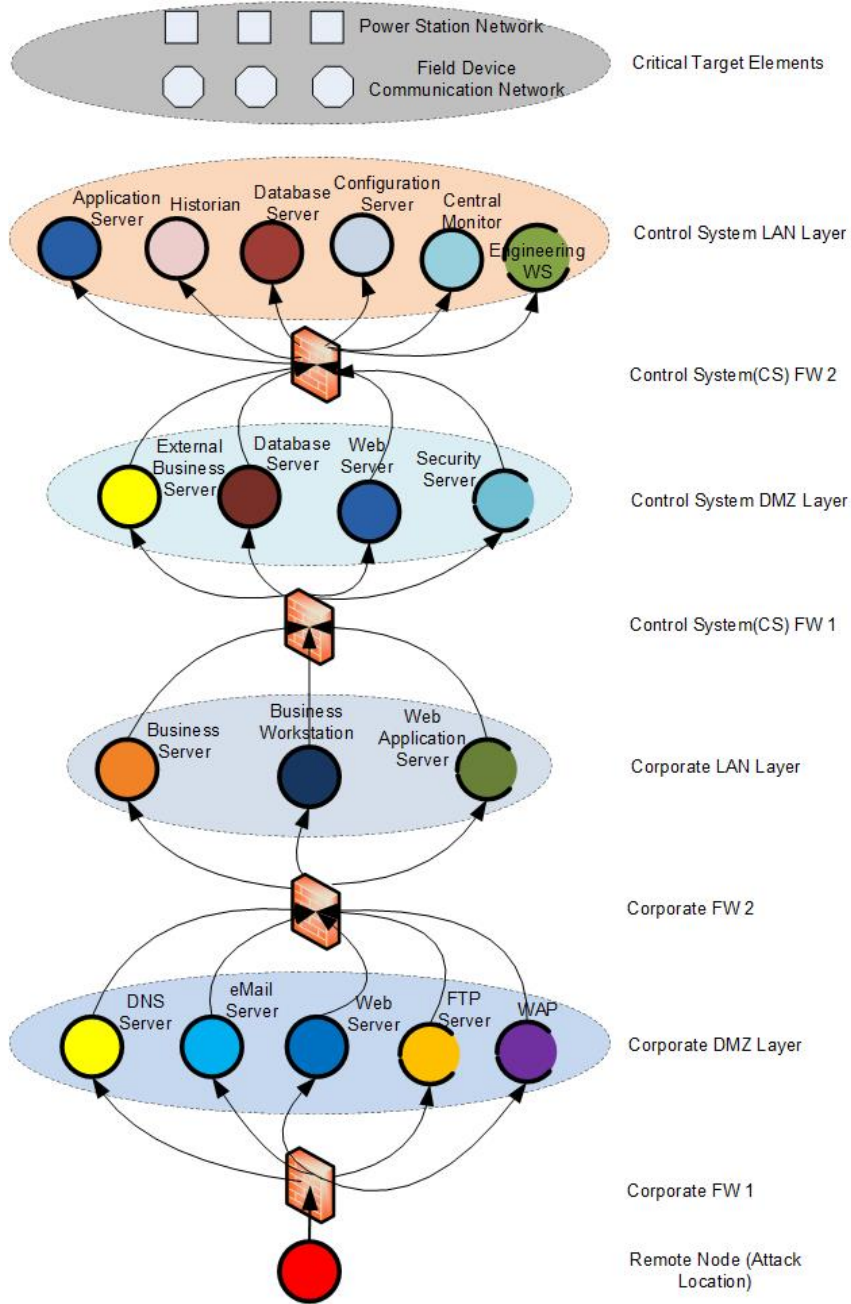 Power Station Network
Field Device
Communication Network
Critical Target Elements
Application
Server
Historian
Database
Server
Configuration
Server
Central
Monitor
Engineering
WS
Control System LAN Layer
Control System(CS) FW 2
External
Business
Server
Database
Server
Web
Server
Security
Server
Control System DMZ Layer
Control System(CS) FW 1
Business
Server
Business
Workstation
Web
Application
Server
Corporate LAN Layer
Corporate FW 2
DNS
Server
eMail
Server
Web
Server
FTP
Server
WAP
Corporate DMZ Layer
Corporate FW 1
Remote Node (Attack
Location)